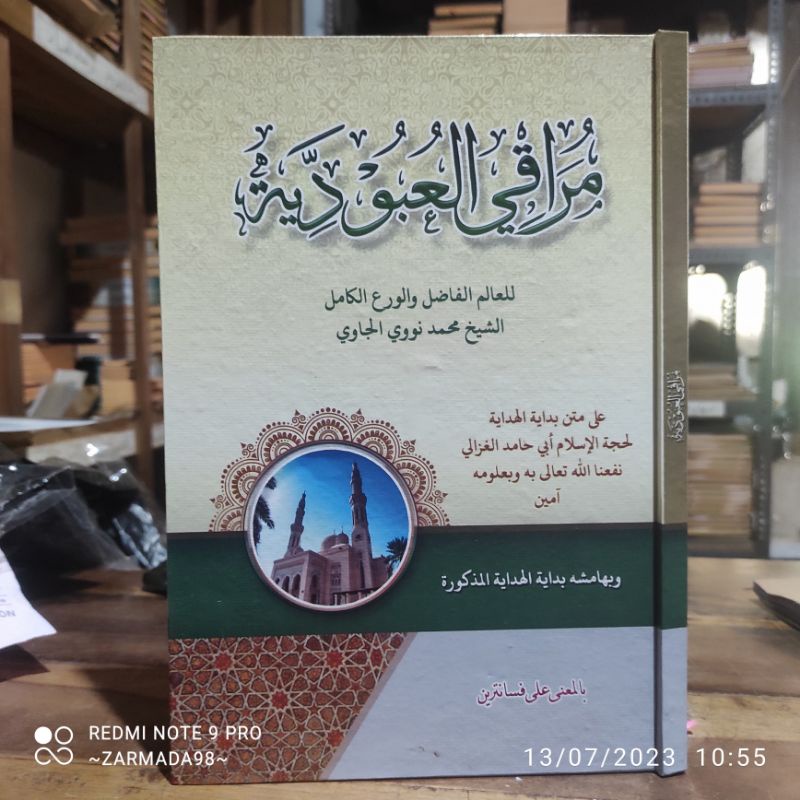 مُرَاقِي الْعُبُوْدِيَّة
للعالم الفاضل والورع الكامل
الشيخ محمد نووي الجاوي
على متن بداية الهداية
لحجة الإسلام أبي حامد الغزالي
نفعنا الله تعالى به وبعلومه
آمين
وبهامشه بداية الهداية المذكورة
بالمعنى على فسانترين
مراقي العبودية
REDMI NOTE 9 PRO
~ZARMADA98~
13/07/2023 10:55